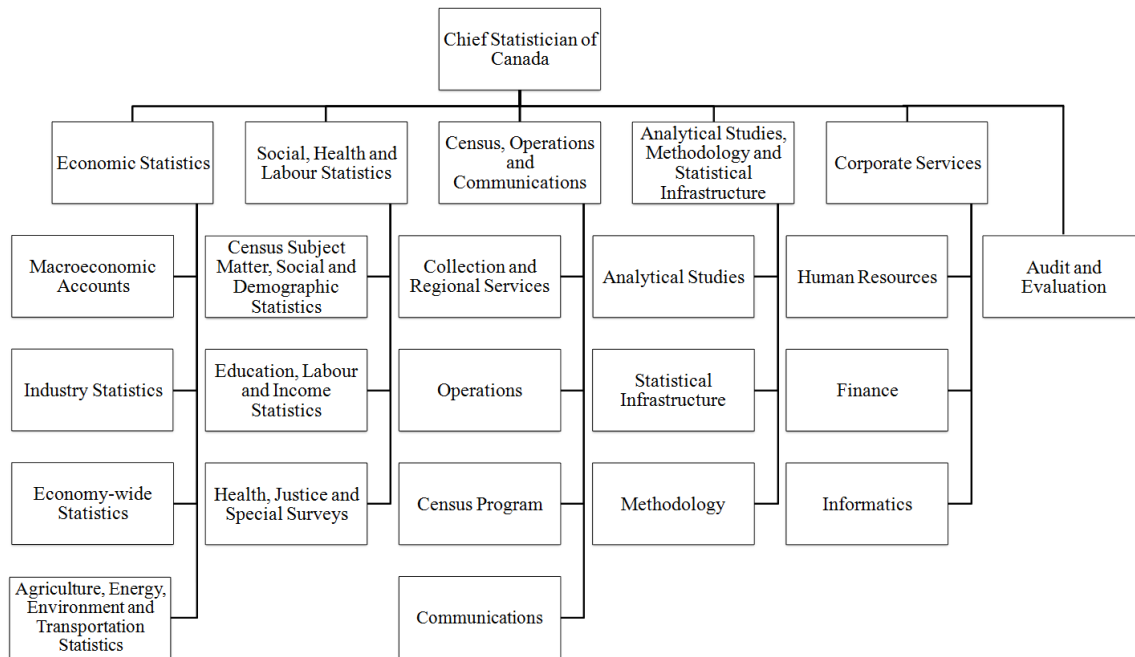 Chief Statistician of
Canada
Economic Statistics
Social, Health and
Labour Statistics
Census, Operations
and
Communications
Analytical Studies,
Methodology and
Statistical
Infrastructure
Corporate Services
Macroeconomic
Accounts
Census Subject
Matter, Social and
Demographic
Statistics
Collection and
Regional Services
Analytical Studies
Human Resources
Audit and
Evaluation
Industry Statistics
Education, Labour
and Income
Statistics
Operations
Statistical
Infrastructure
Finance
Economy-wide
Statistics
Health, Justice and
Special Surveys
Census Program
Methodology
Informatics
Agriculture, Energy,
Environment and
Transportation
Statistics
Communications